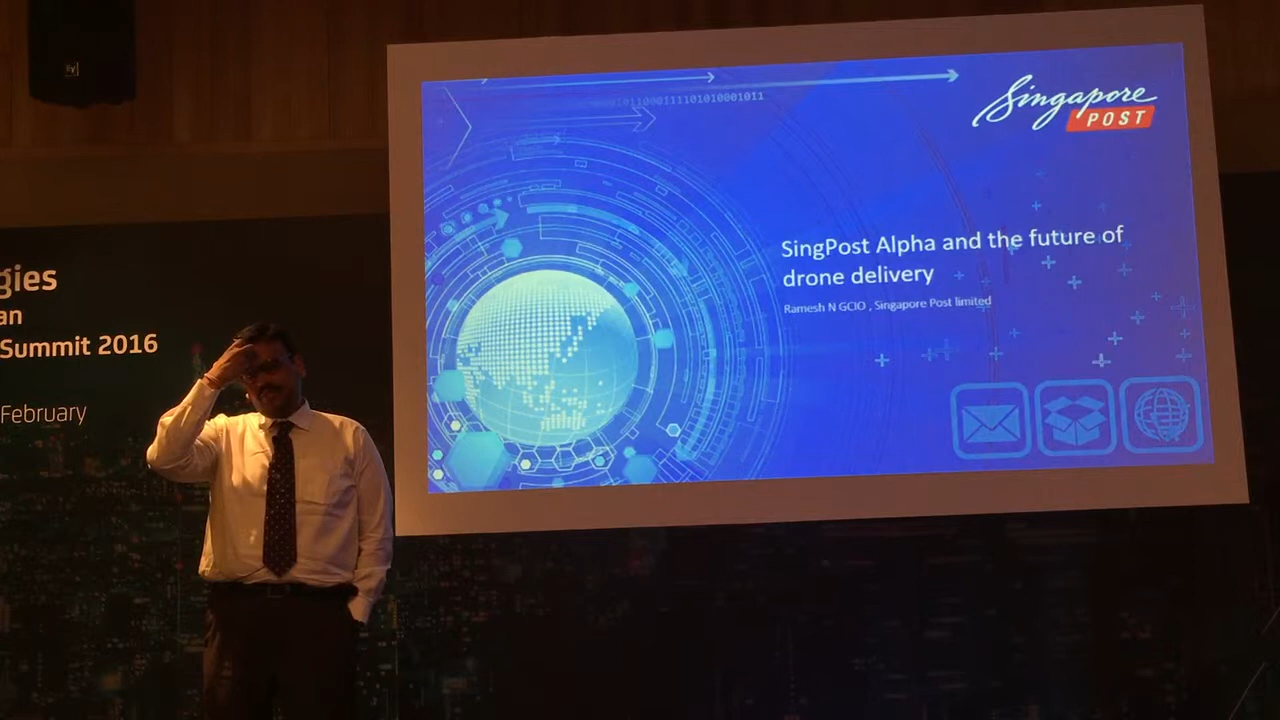 gies
an
Summit 2016
February
01011000111101010001011
Singapore
POST
SingPost Alpha and the future of
drone delivery
Ramesh N GCIO , Singapore Post limited